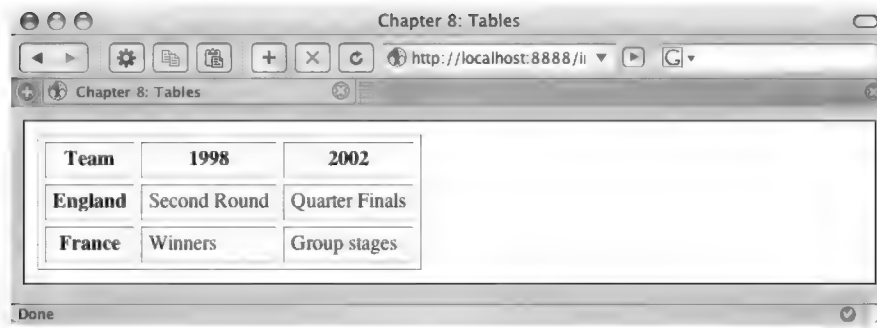 Chapter 8: Tables
http://localhost:8888/ii
G
Chapter 8: Tables
Team 1998 2002
England Second Round Quarter Finals
France Winners Group stages
Done